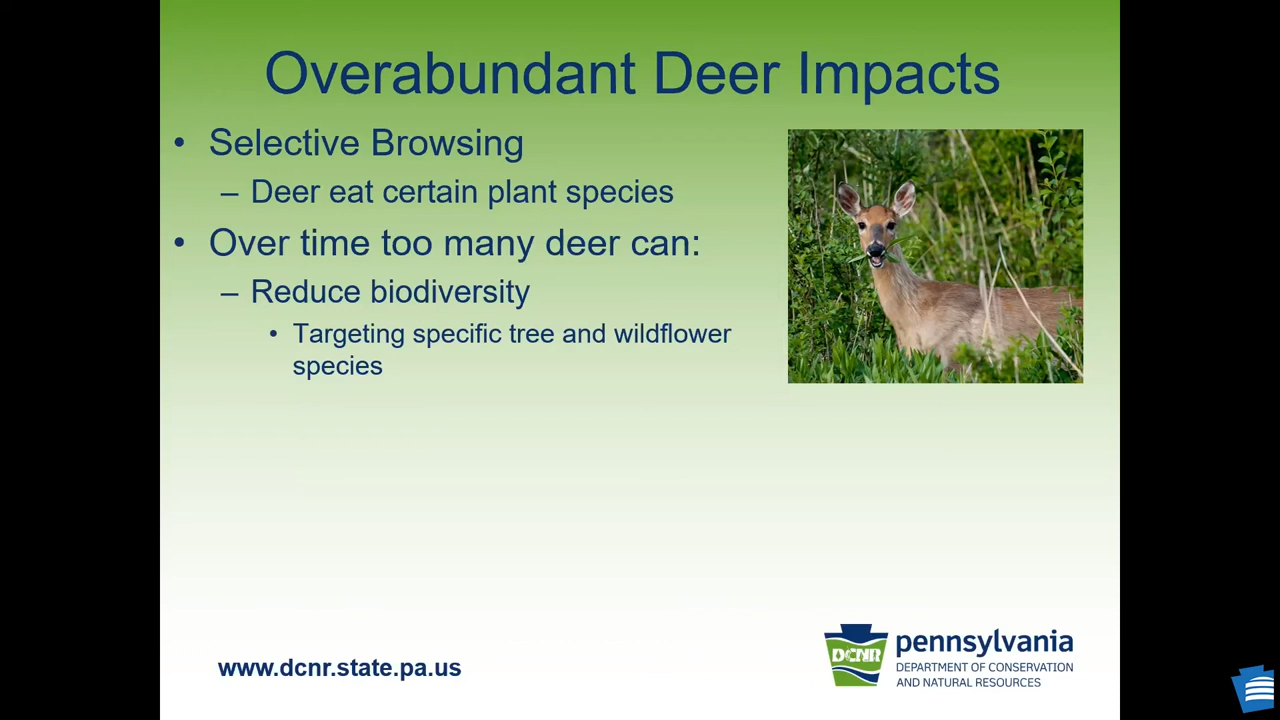 Overabundant Deer Impacts
• Selective Browsing
– Deer eat certain plant species
• Over time too many deer can:
– Reduce biodiversity
• Targeting specific tree and wildflower
species
www.dcnr.state.pa.us
DCNR
pennsylvania
DEPARTMENT OF CONSERVATION
AND NATURAL RESOURCES